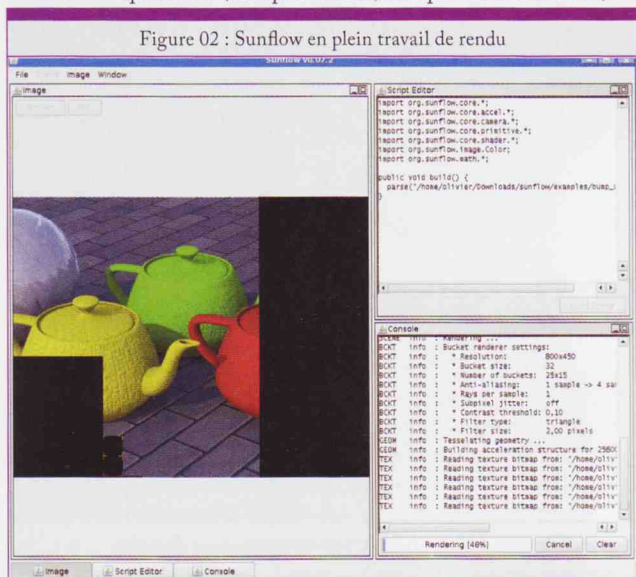 Figure 02 : Sunflow en plein travail de rendu
Sunflow v0.07.2
File Image Window
Image
Script Editor
import org.sunflow.core.*;
import org.sunflow.core.accel.*;
import org.sunflow.core.camera.*;
import org.sunflow.core.primitive.*;
import org.sunflow.core.shader.*;
import org.sunflow.image.Color;
import org.sunflow.math.*;
public void build() {
parse("/home/olivier/Downloads/sunflow/examples/bump_
}
Console
SCENE info : Rendering ...
BCKT info : Bucket renderer settings:
BCKT info : * Resolution: 800x450
BCKT info : * Bucket size: 32
BCKT info : * Number of buckets: 25x15
BCKT info : * Anti-aliasing: 1 sample -> 4 sam
BCKT info : * Rays per sample: 1
BCKT info : * Subpixel jitter: off
BCKT info : * Contrast threshold: 0,10
BCKT info : * Filter type: triangle
BCKT info : * Filter size: 2,00 pixels
GEOM info : Tesselating geometry ...
GEOM info : Building acceleration structure for 25600
TEX info : Reading texture bitmap from: "/home/oliv
TEX info : Reading texture bitmap from: "/home/oliv
TEX info : Reading texture bitmap from: "/home/oliv
TEX info : Reading texture bitmap from: "/home/oliv
TEX info : Reading texture bitmap from: "/home/oliv
TEX info : Reading texture bitmap from: "/home/oliv
Rendering [48%] Cancel Clear
Image Script Editor Console